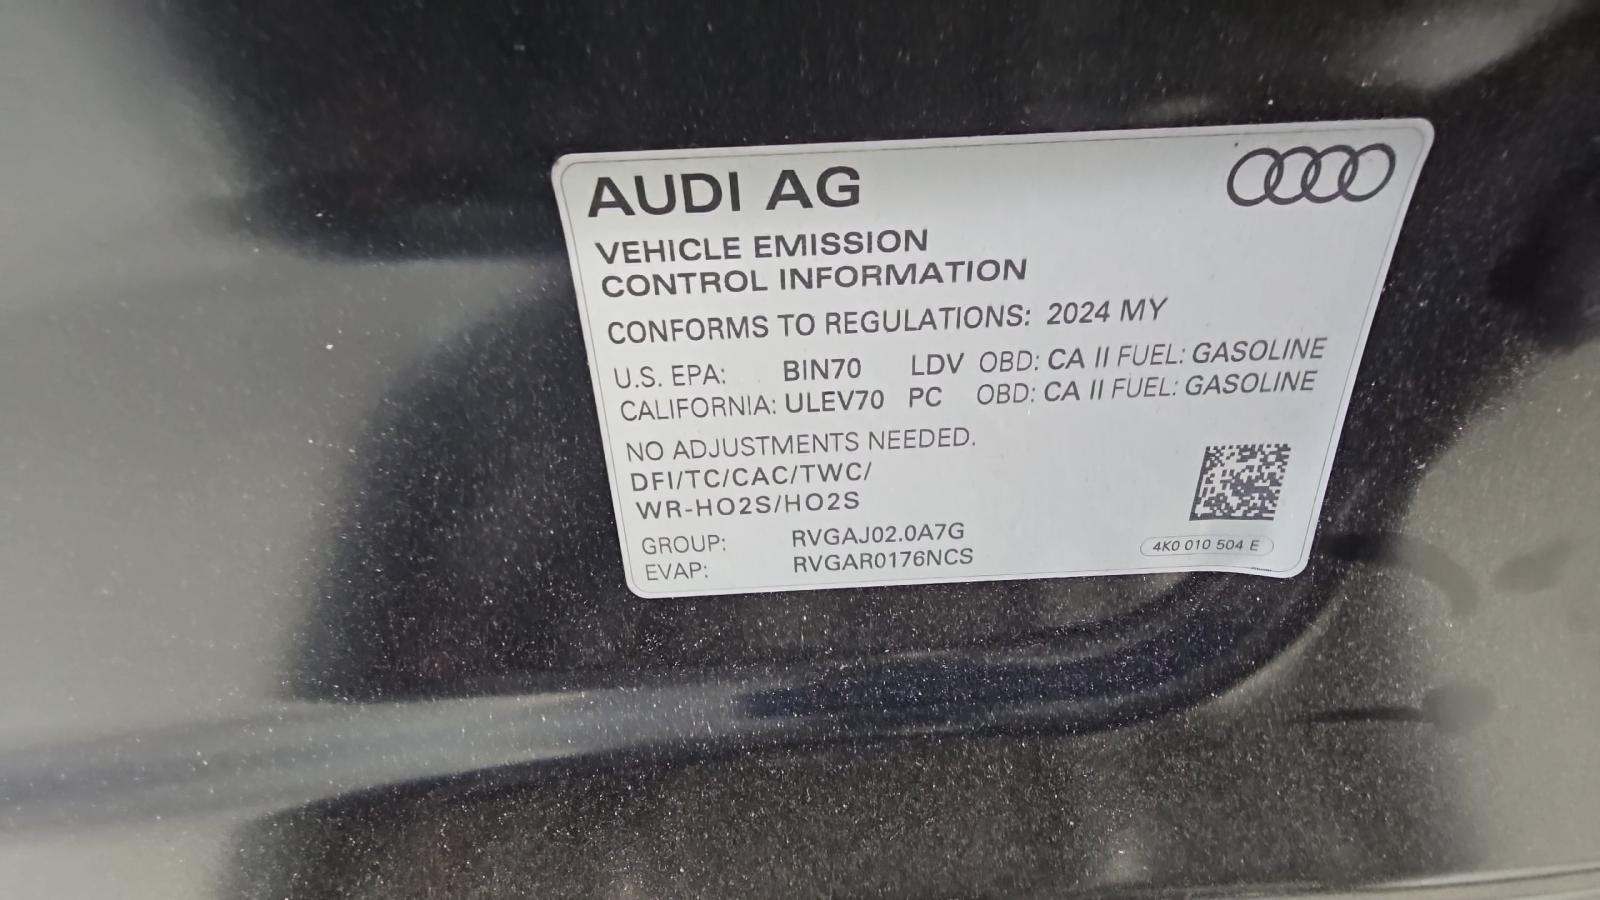 AUDI AG
VEHICLE EMISSION
CONTROL INFORMATION
CONFORMS TO REGULATIONS: 2024 MY
U.S. EPA: BIN70 LDV OBD: CA II FUEL: GASOLINE
CALIFORNIA: ULEV70 PC OBD: CA II FUEL: GASOLINE
NO ADJUSTMENTS NEEDED.
DFI/TC/CAC/TWC/
WR-HO2S/HO2S
GROUP: RVGAJ02.0A7G
EVAP: RVGAR0176NCS
4K0 010 504 E